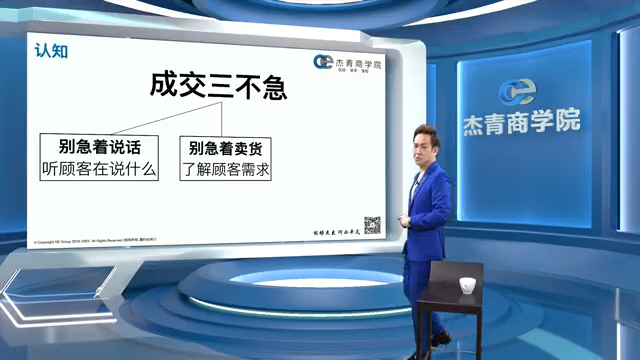 认知
杰青商学院
成交三不急
别急着说话
听顾客在说什么
别急着卖货
了解顾客需求
杰青商学院